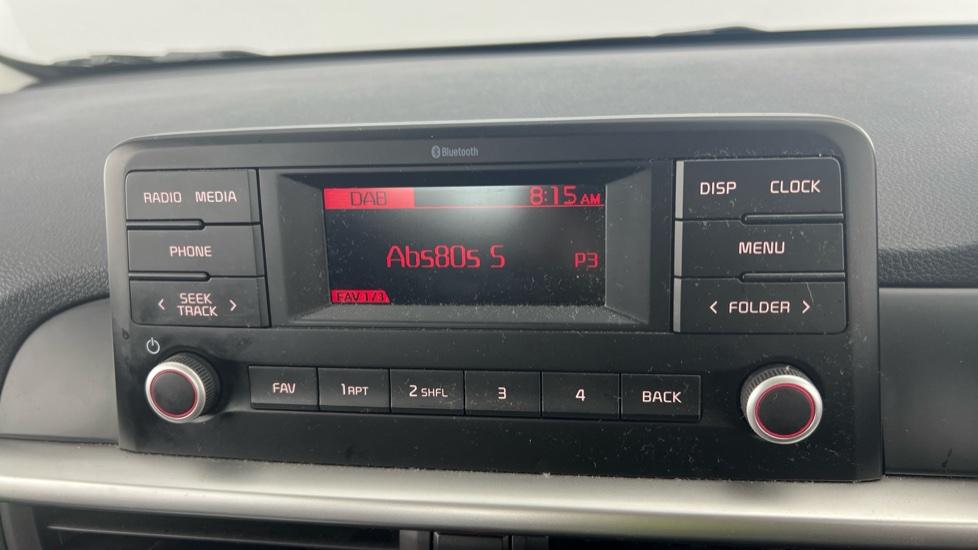 Bluetooth
RADIO MEDIA
DAB 8:15 AM
DISP CLOCK
PHONE
Abs80s S P3
MENU
< SEEK TRACK >
FAV 1/3
< FOLDER >
FAV 1 RPT 2 SHFL 3 4 BACK